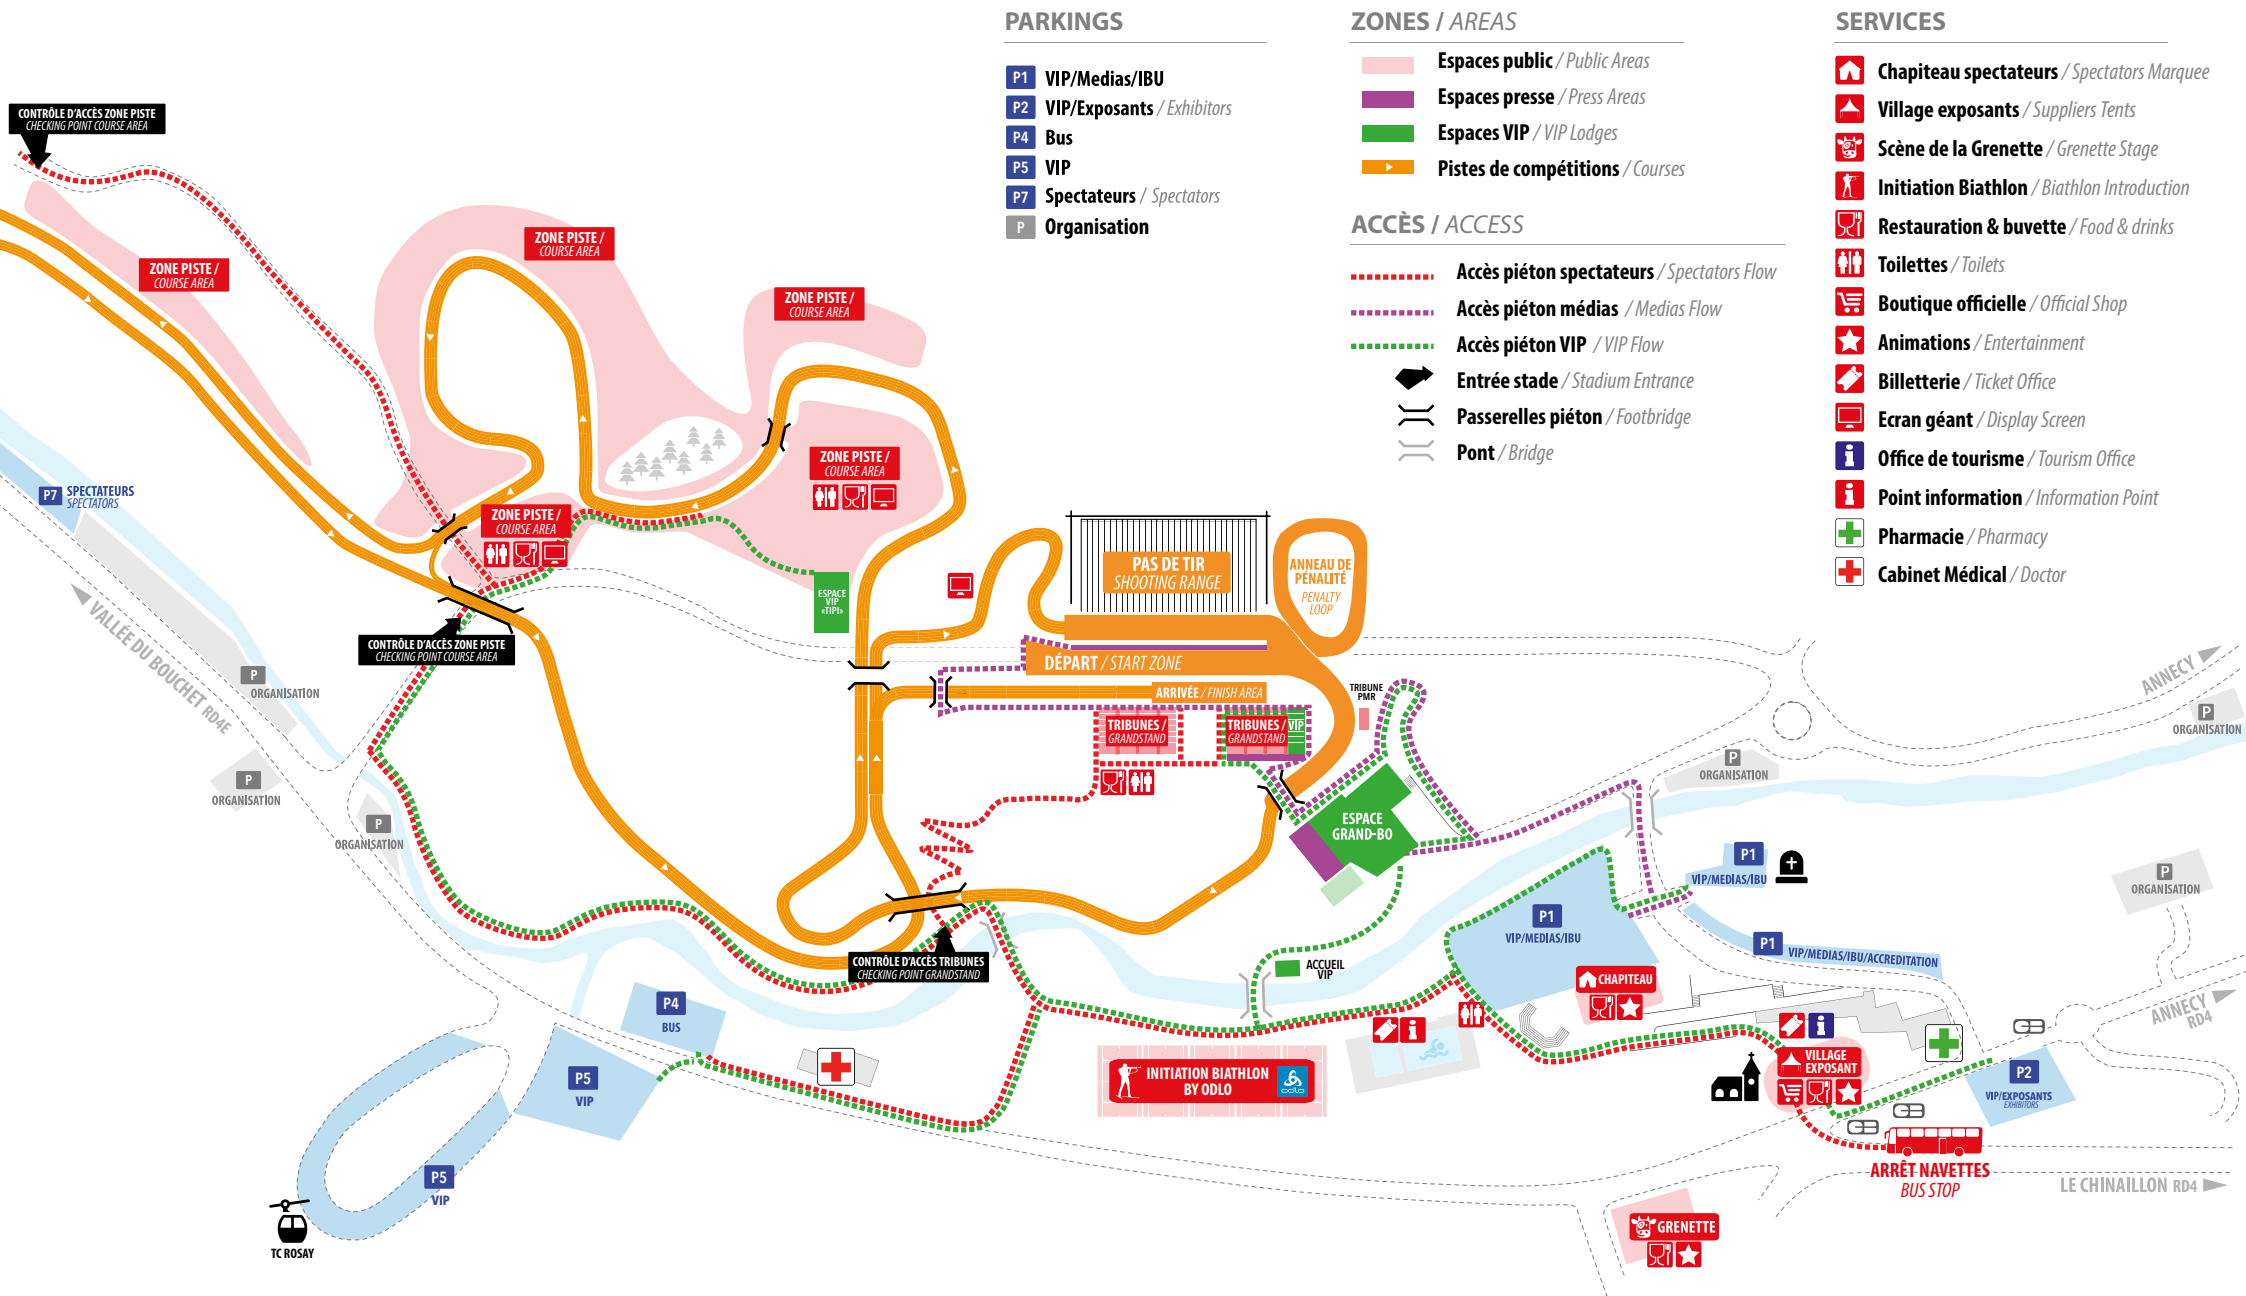 PARKINGS
P1 VIP/Medias/IBU
P2 VIP/Exposants / Exhibitors
P4 Bus
P5 VIP
P7 Spectateurs / Spectators
P Organisation
ZONES / AREAS
Espaces public / Public Areas
Espaces presse / Press Areas
Espaces VIP / VIP Lodges
Pistes de compétitions / Courses
ACCÈS / ACCESS
Accès piéton spectateurs / Spectators Flow
Accès piéton médias / Medias Flow
Accès piéton VIP / VIP Flow
Entrée stade / Stadium Entrance
Passerelles piéton / Footbridge
Pont / Bridge
SERVICES
Chapiteau spectateurs / Spectators Marquee
Village exposants / Suppliers Tents
Scène de la Grenette / Grenette Stage
Initiation Biathlon / Biathlon Introduction
Restauration & buvette / Food & drinks
Toilettes / Toilets
Boutique officielle / Official Shop
Animations / Entertainment
Billetterie / Ticket Office
Ecran géant / Display Screen
Office de tourisme / Tourism Office
Point information / Information Point
Pharmacie / Pharmacy
Cabinet Médical / Doctor
CONTRÔLE D'ACCÈS ZONE PISTE
CHECKING POINT COURSE AREA
ZONE PISTE /
COURSE AREA
ZONE PISTE /
COURSE AREA
ZONE PISTE /
COURSE AREA
ZONE PISTE /
COURSE AREA
ZONE PISTE /
COURSE AREA
P7 SPECTATEURS
SPECTATORS
VALLÉE DU BOUCHET RD4E
P
ORGANISATION
P
ORGANISATION
P
ORGANISATION
CONTRÔLE D'ACCÈS ZONE PISTE
CHECKING POINT COURSE AREA
ESPACE
VIP
«TIPI»
PAS DE TIR
SHOOTING RANGE
ANNEAU DE
PÉNALITÉ
PENALTY
LOOP
DÉPART / START ZONE
ARRIVÉE / FINISH AREA
TRIBUNE
PMR
TRIBUNES /
GRANDSTAND
TRIBUNES /
GRANDSTAND
VIP
ESPACE
GRAND-BO
ANNECY
P
ORGANISATION
P
ORGANISATION
P
ORGANISATION
P1
VIP/MEDIAS/IBU
P1
VIP/MEDIAS/IBU
P1 VIP/MEDIAS/IBU/ACCREDITATION
CONTRÔLE D'ACCÈS TRIBUNES
CHECKING POINT GRANDSTAND
ACCUEIL
VIP
CHAPITEAU
ANNECY
RD4
P4
BUS
P5
VIP
P5
VIP
TC ROSAY
INITIATION BIATHLON
BY ODLO
odlo
VILLAGE
EXPOSANT
P2
VIP/EXPOSANTS
EXHIBITORS
ARRÊT NAVETTES
BUS STOP
LE CHINAILLON RD4
GRENETTE